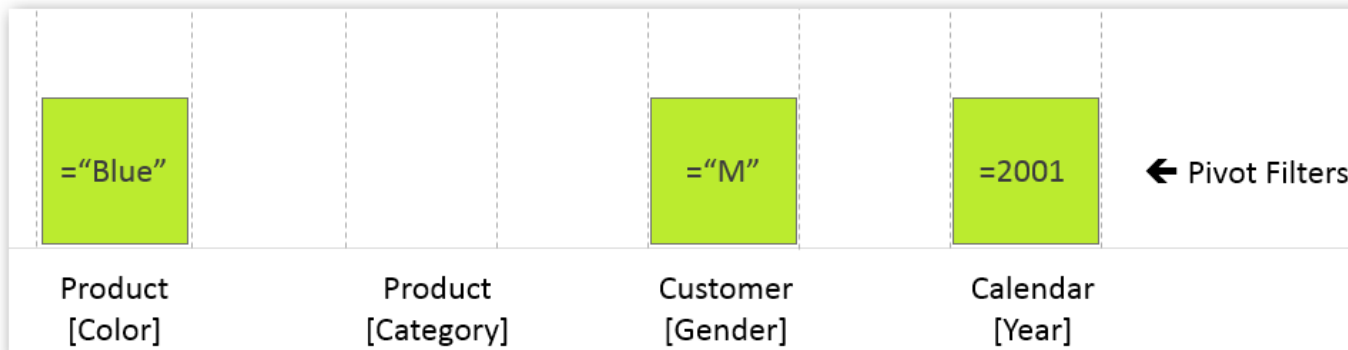 =“Blue”
=“M”
=2001
🡰 Pivot Filters
Product
[Color]
Product
[Category]
Customer
[Gender]
Calendar
[Year]